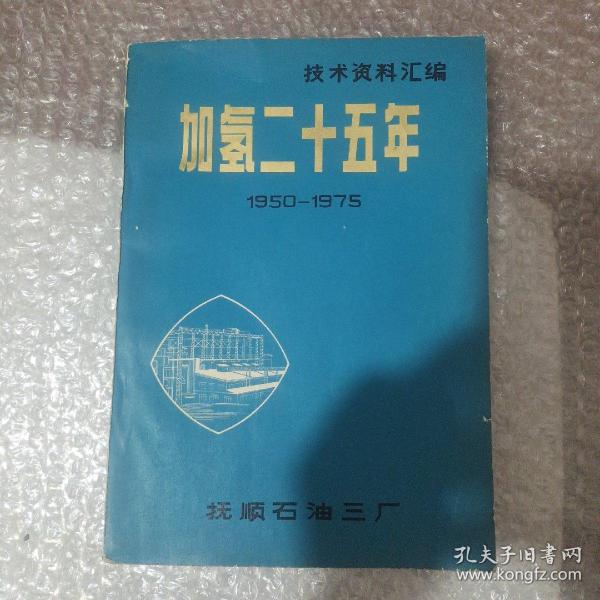 技术资料汇编
加氢二十五年
1950-1975
抚顺石油三厂
孔夫子旧书网
www.kongfz.com